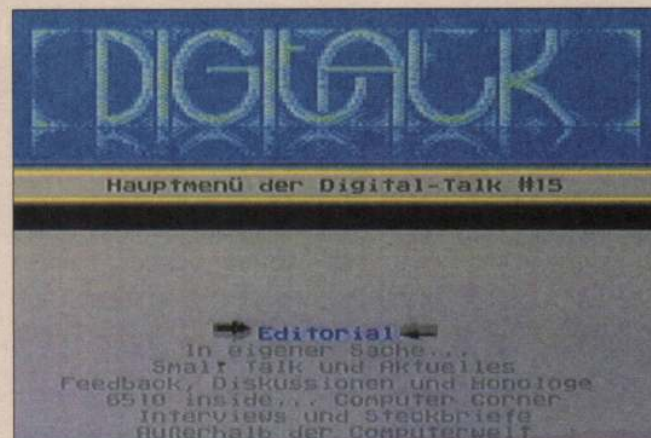 DIGITALK
Hauptmenü der Digital-Talk #15
Editorial
In eigener Sache...
Small Talk und Aktuelles
Feedback, Diskussionen und Monologe
6510 inside... Computer Corner
Interviews und Steckbriefe
Außerhalb der Computerwelt